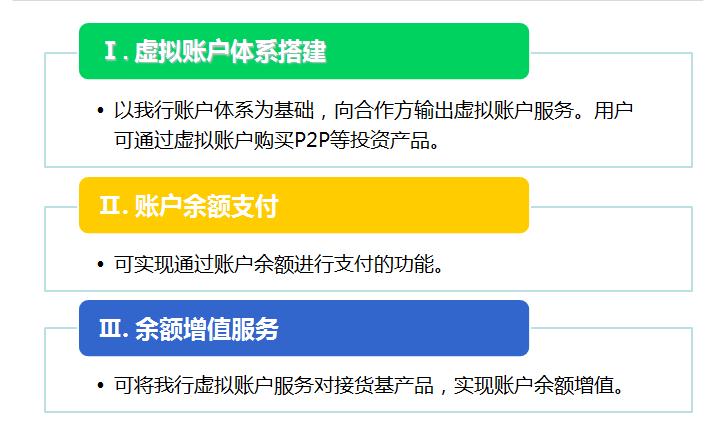 Ⅰ. 虚拟账户体系搭建
• 以我行账户体系为基础，向合作方输出虚拟账户服务。用户
可通过虚拟账户购买P2P等投资产品。
Ⅱ. 账户余额支付
• 可实现通过账户余额进行支付的功能。
Ⅲ. 余额增值服务
• 可将我行虚拟账户服务对接货基产品，实现账户余额增值。